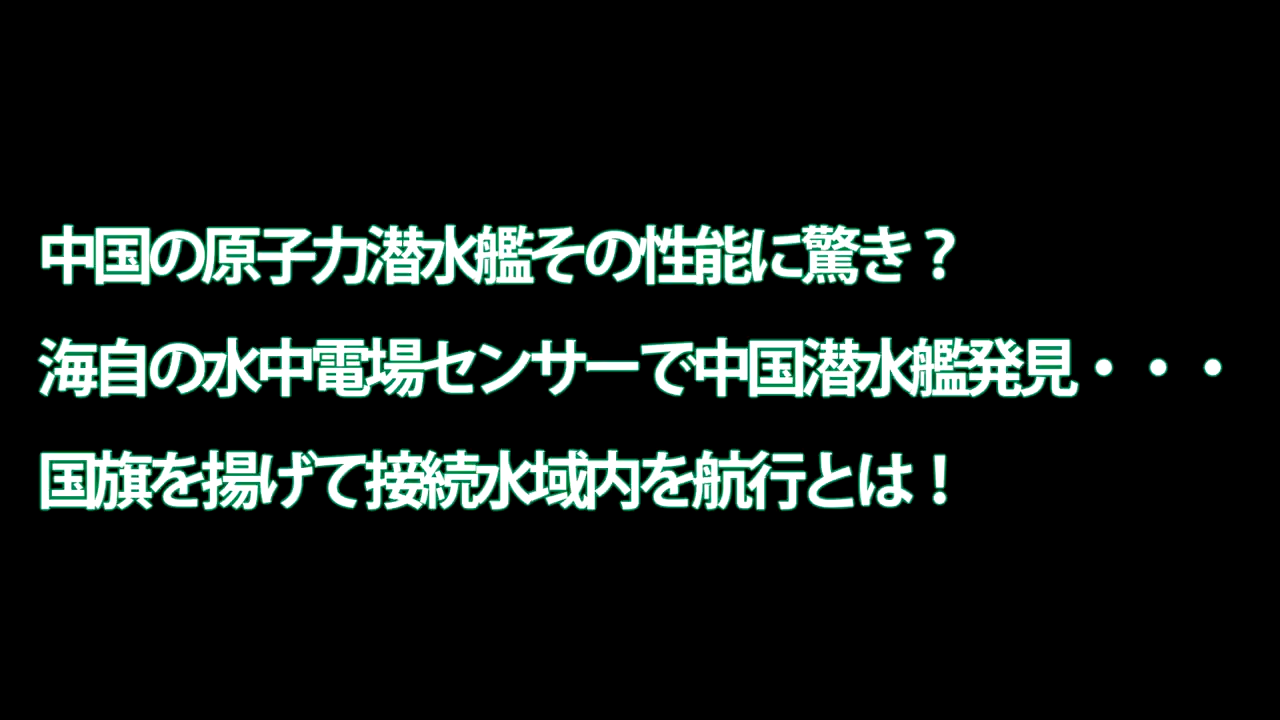 中国の原子力潜水艦その性能に驚き？
海自の水中電場センサーで中国潜水艦発見・・・
国旗を揚げて接続水域内を航行とは！